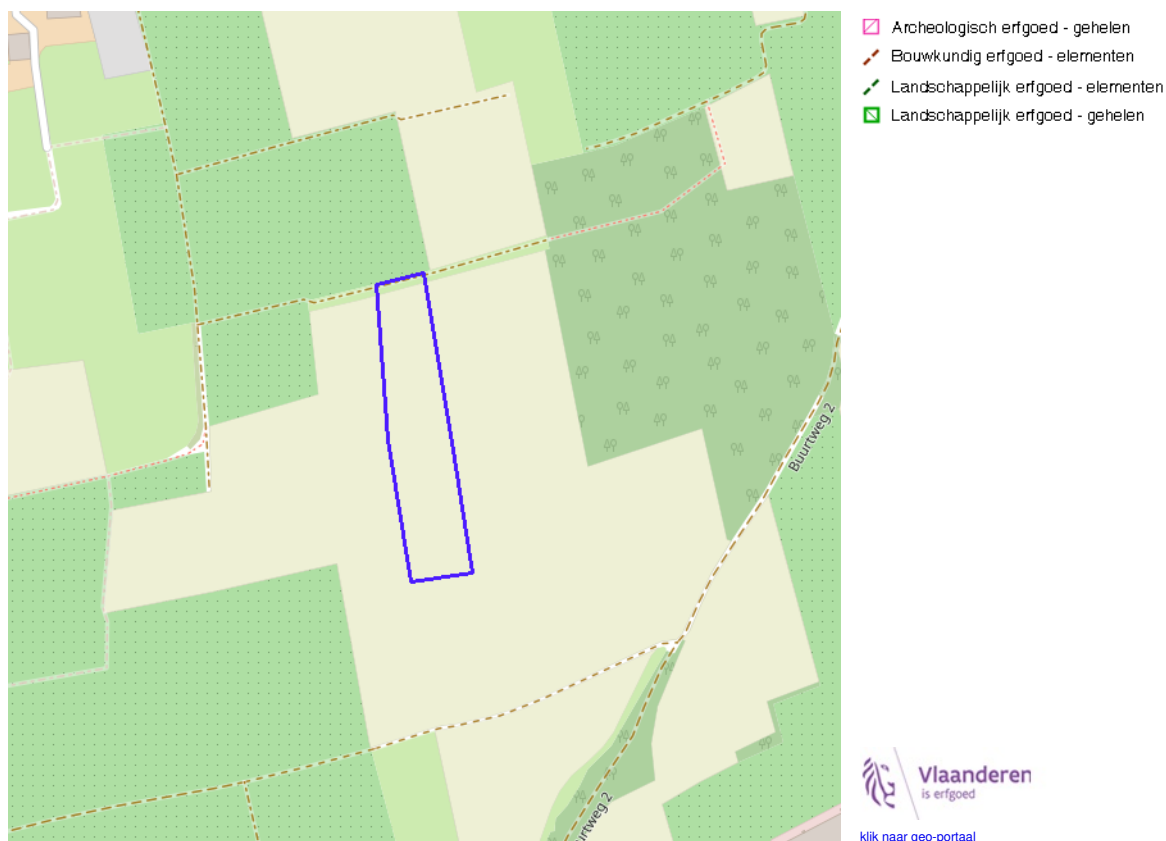 Archeologisch erfgoed - gehelen
Bouwkundig erfgoed - elementen
Landschappelijk erfgoed - elementen
Landschappelijk erfgoed - gehelen
Buurtweg 2
urtweg 2
Vlaanderen
is erfgoed
klik naar geo-portaal